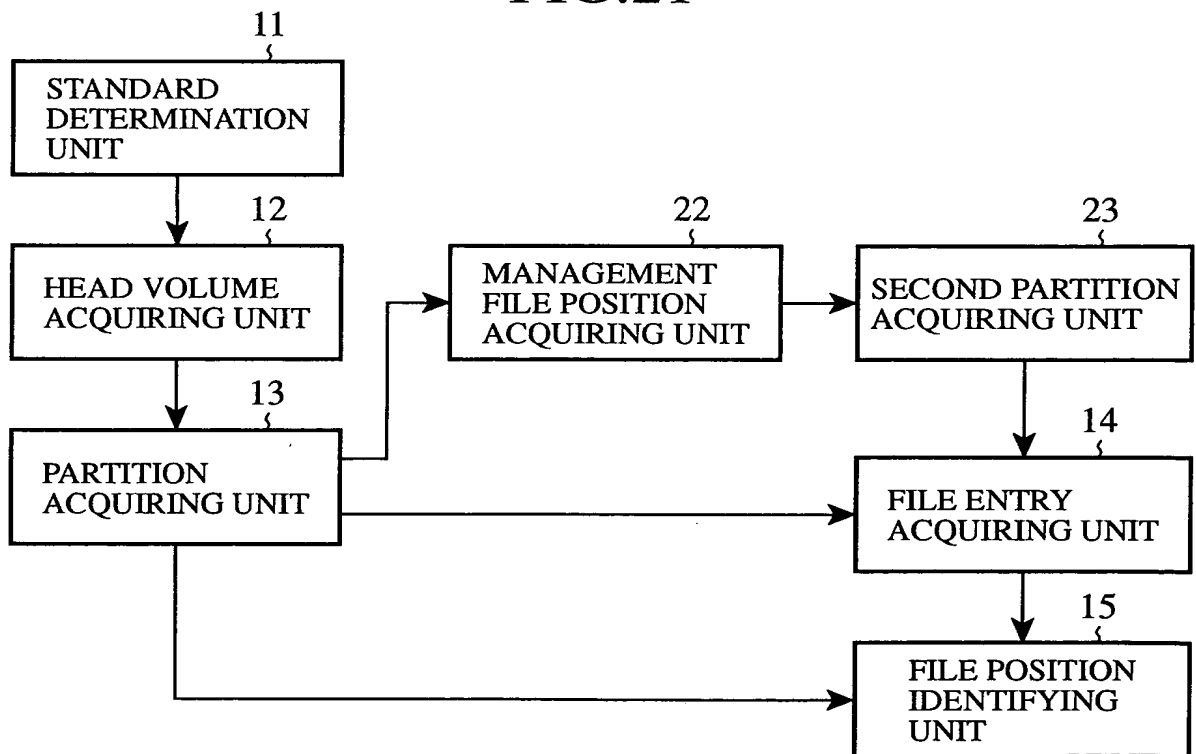 11
STANDARD
DETERMINATION
UNIT
12
HEAD VOLUME
ACQUIRING UNIT
13
PARTITION
ACQUIRING UNIT
22
MANAGEMENT
FILE POSITION
ACQUIRING UNIT
23
SECOND PARTITION
ACQUIRING UNIT
14
FILE ENTRY
ACQUIRING UNIT
15
FILE POSITION
IDENTIFYING
UNIT